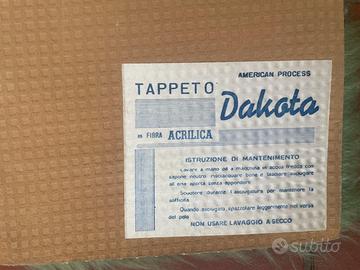 AMERICAN PROCESS
TAPPETO
Dakota
IN FIBRA ACRILICA
ISTRUZIONE DI MANTENIMENTO
Lavare a mano od a macchina in acqua fredda con
sapone neutro risciacquare bene e lasciare asciugare
all'aria aperta senza appendere
Scuotere durante l'asciugatura per mantenere la
sofficità
Quando asciugato, spazzolare leggermente nel verso
del pelo
NON USARE LAVAGGIO A SECCO
subito